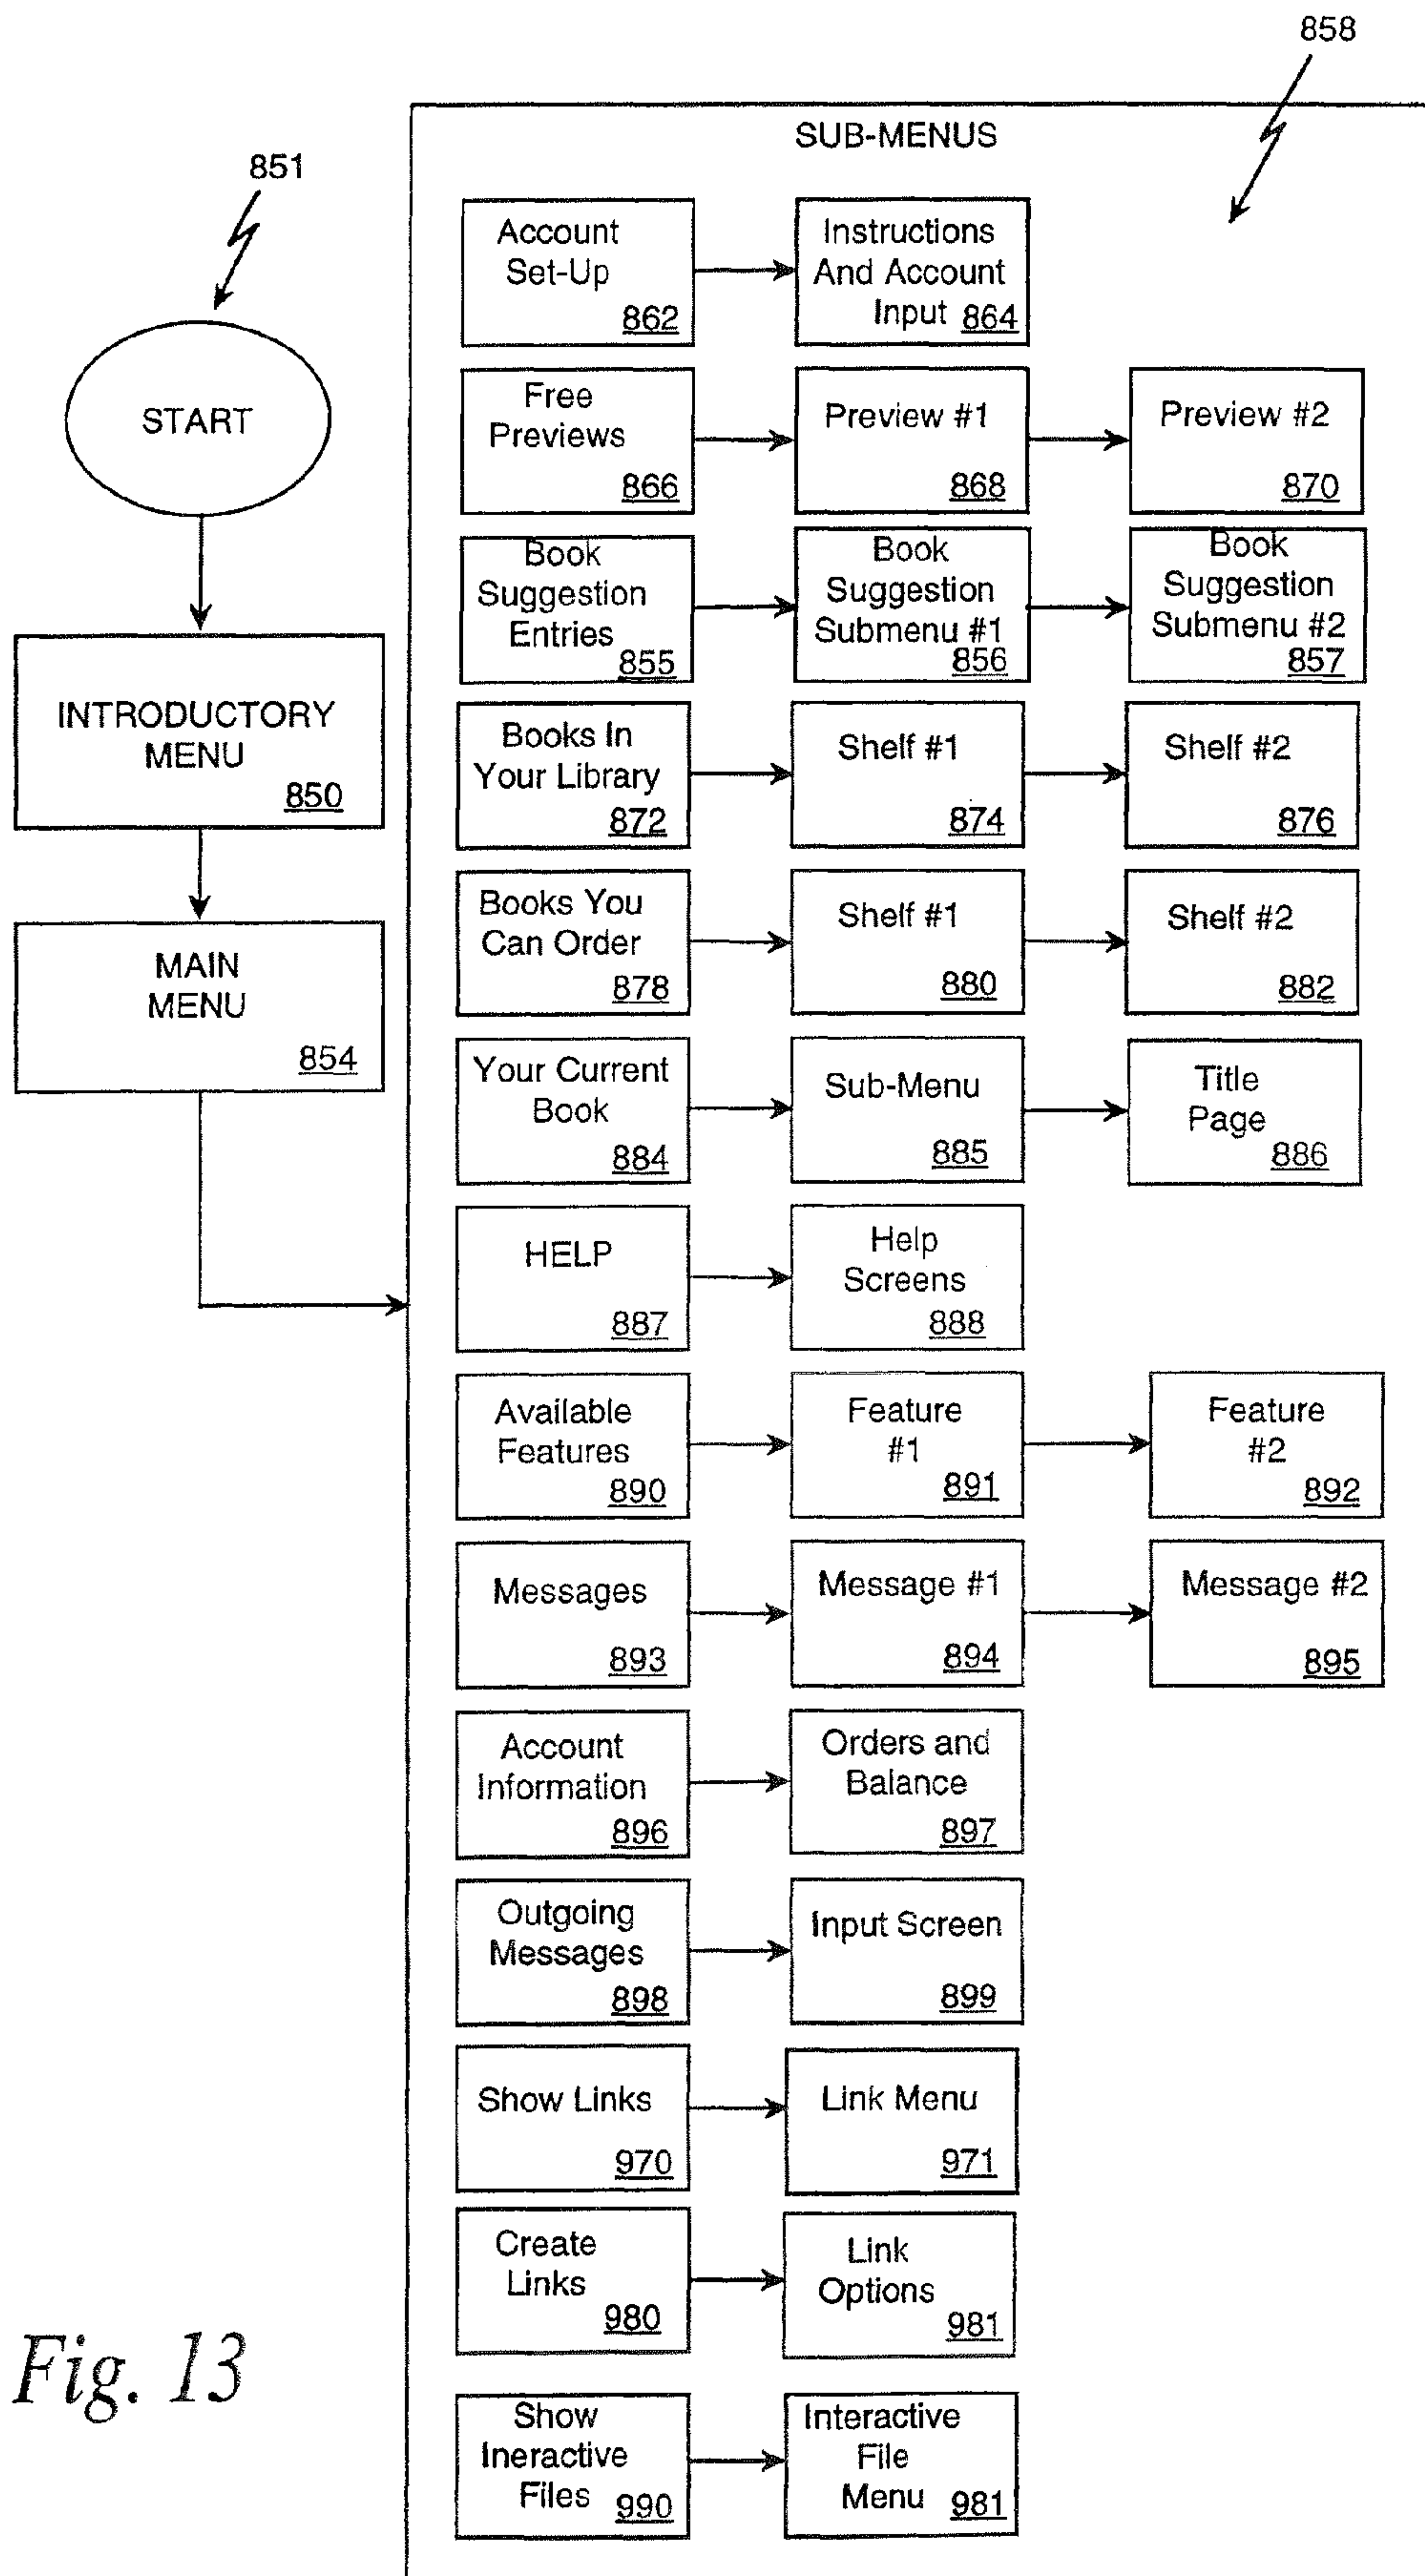 858
SUB-MENUS
851
START
INTRODUCTORY
MENU
850
MAIN
MENU
854
Account
Set-Up
862
Instructions
And Account
Input 864
Free
Previews
866
Preview #1
868
Preview #2
870
Book
Suggestion
Entries
855
Book
Suggestion
Submenu #1
856
Book
Suggestion
Submenu #2
857
Books In
Your Library
872
Shelf #1
874
Shelf #2
876
Books You
Can Order
878
Shelf #1
880
Shelf #2
882
Your Current
Book
884
Sub-Menu
885
Title
Page
886
HELP
887
Help
Screens
888
Available
Features
890
Feature
#1
891
Feature
#2
892
Messages
893
Message #1
894
Message #2
895
Account
Information
896
Orders and
Balance
897
Outgoing
Messages
898
Input Screen
899
Show Links
970
Link Menu
971
Create
Links
980
Link
Options
981
Show
Ineractive
Files 990
Interactive
File
Menu 981
Fig. 13